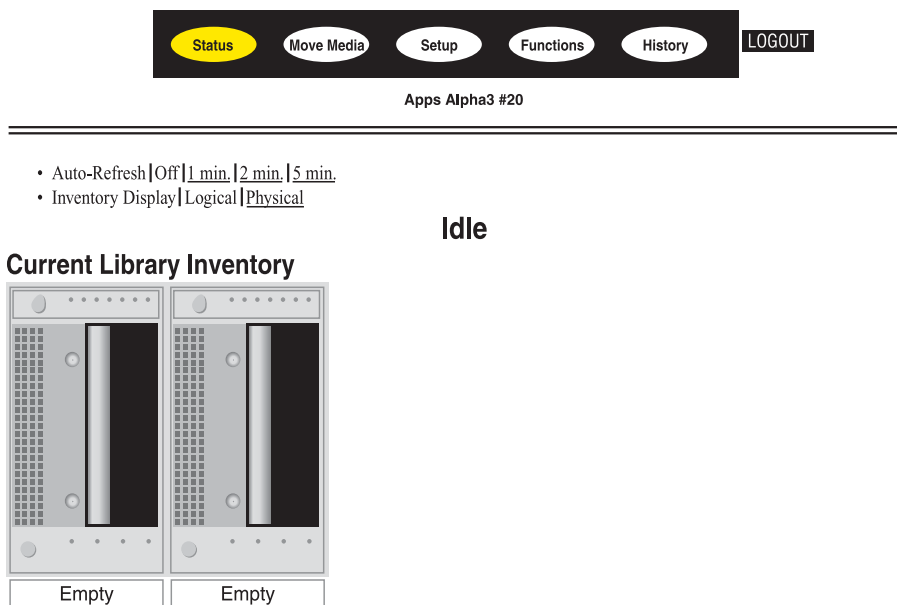 Status Move Media Setup Functions History LOGOUT
Apps Alpha3 #20
• Auto-Refresh|Off|1 min.|2 min.|5 min.
• Inventory Display|Logical|Physical
Idle
Current Library Inventory
Empty Empty